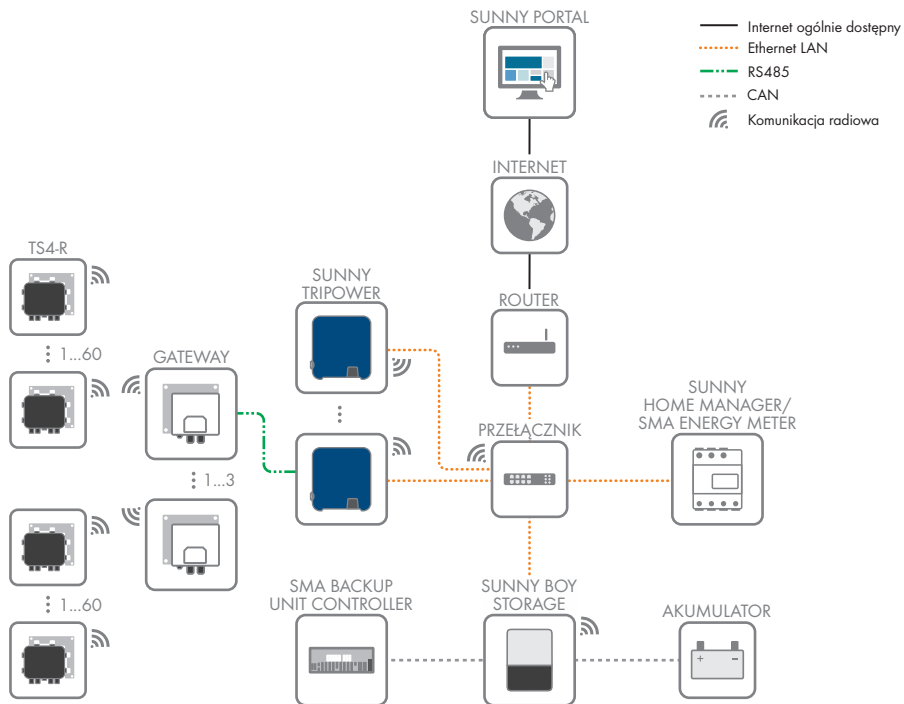 SUNNY PORTAL
Internet ogólnie dostępny
Ethernet LAN
RS485
CAN
Komunikacja radiowa
INTERNET
TS4-R
SUNNY
TRIPOWER
ROUTER
1...60
GATEWAY
SUNNY
HOME MANAGER/
SMA ENERGY METER
PRZEŁĄCZNIK
1...3
SMA BACKUP
UNIT CONTROLLER
SUNNY BOY
STORAGE
AKUMULATOR
1...60